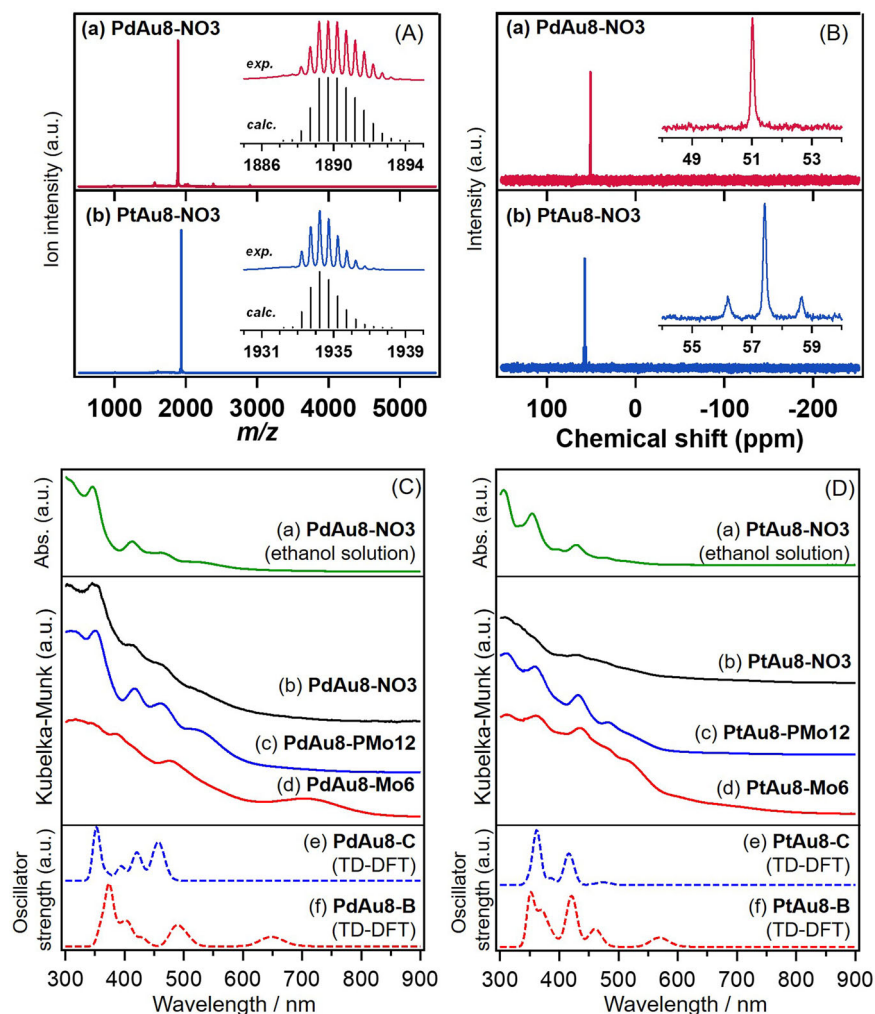 (a) PdAu8-NO3 (A)
exp.
calc.
1886 1890 1894
(b) PtAu8-NO3
exp.
calc.
1931 1935 1939
Ion intensity (a.u.)
1000 2000 3000 4000 5000
m/z
(a) PdAu8-NO3 (B)
49 51 53
(b) PtAu8-NO3
55 57 59
Intensity (a.u.)
100 0 -100 -200
Chemical shift (ppm)
(C)
(a) PdAu8-NO3
(ethanol solution)
Abs. (a.u.)
(b) PdAu8-NO3
(c) PdAu8-PMo12
(d) PdAu8-Mo6
Kubelka-Munk (a.u.)
(e) PdAu8-C
(TD-DFT)
(f) PdAu8-B
(TD-DFT)
Oscillator
strength (a.u.)
300 400 500 600 700 800 900
Wavelength / nm
(D)
(a) PtAu8-NO3
(ethanol solution)
Abs. (a.u.)
(b) PtAu8-NO3
(c) PtAu8-PMo12
(d) PtAu8-Mo6
Kubelka-Munk (a.u.)
(e) PtAu8-C
(TD-DFT)
(f) PtAu8-B
(TD-DFT)
Oscillator
strength (a.u.)
300 400 500 600 700 800 900
Wavelength / nm